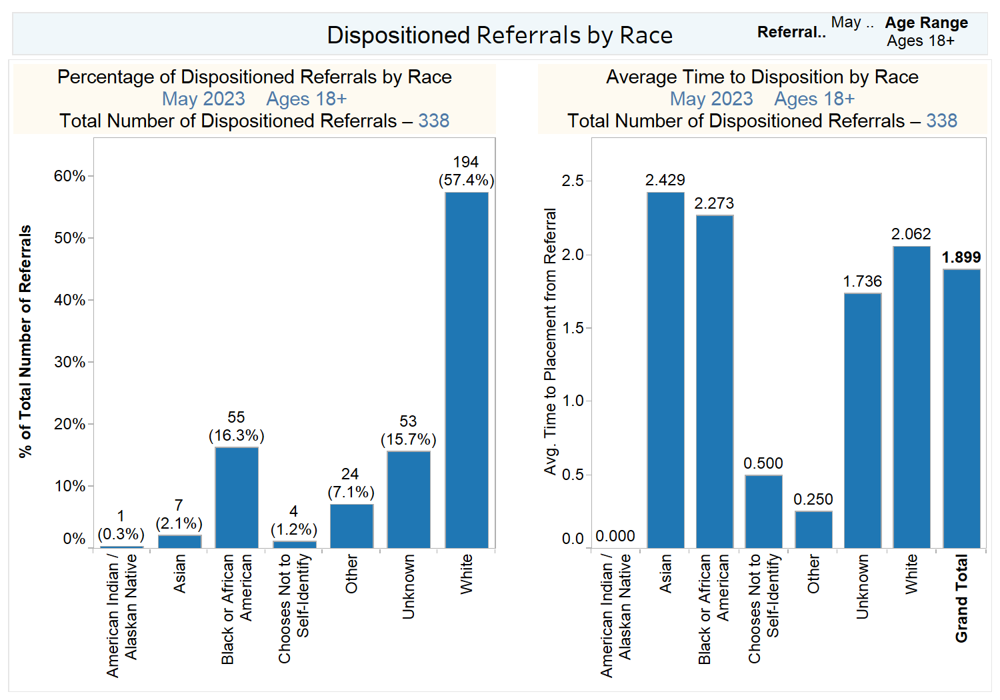 Dispositioned Referrals by Race
Referral..
May ..
Age Range
Ages 18+
Percentage of Dispositioned Referrals by Race
May 2023 Ages 18+
Total Number of Dispositioned Referrals – 338
% of Total Number of Referrals
60%
50%
40%
30%
20%
10%
0%
1
(0.3%)
7
(2.1%)
55
(16.3%)
4
(1.2%)
24
(7.1%)
53
(15.7%)
194
(57.4%)
American Indian /
Alaskan Native
Asian
Black or African
American
Chooses Not to
Self-Identify
Other
Unknown
White
Average Time to Disposition by Race
May 2023 Ages 18+
Total Number of Dispositioned Referrals – 338
Avg. Time to Placement from Referral
2.5
2.0
1.5
1.0
0.5
0.0
0.000
2.429
2.273
0.500
0.250
1.736
2.062
1.899
American Indian /
Alaskan Native
Asian
Black or African
American
Chooses Not to
Self-Identify
Other
Unknown
White
Grand Total